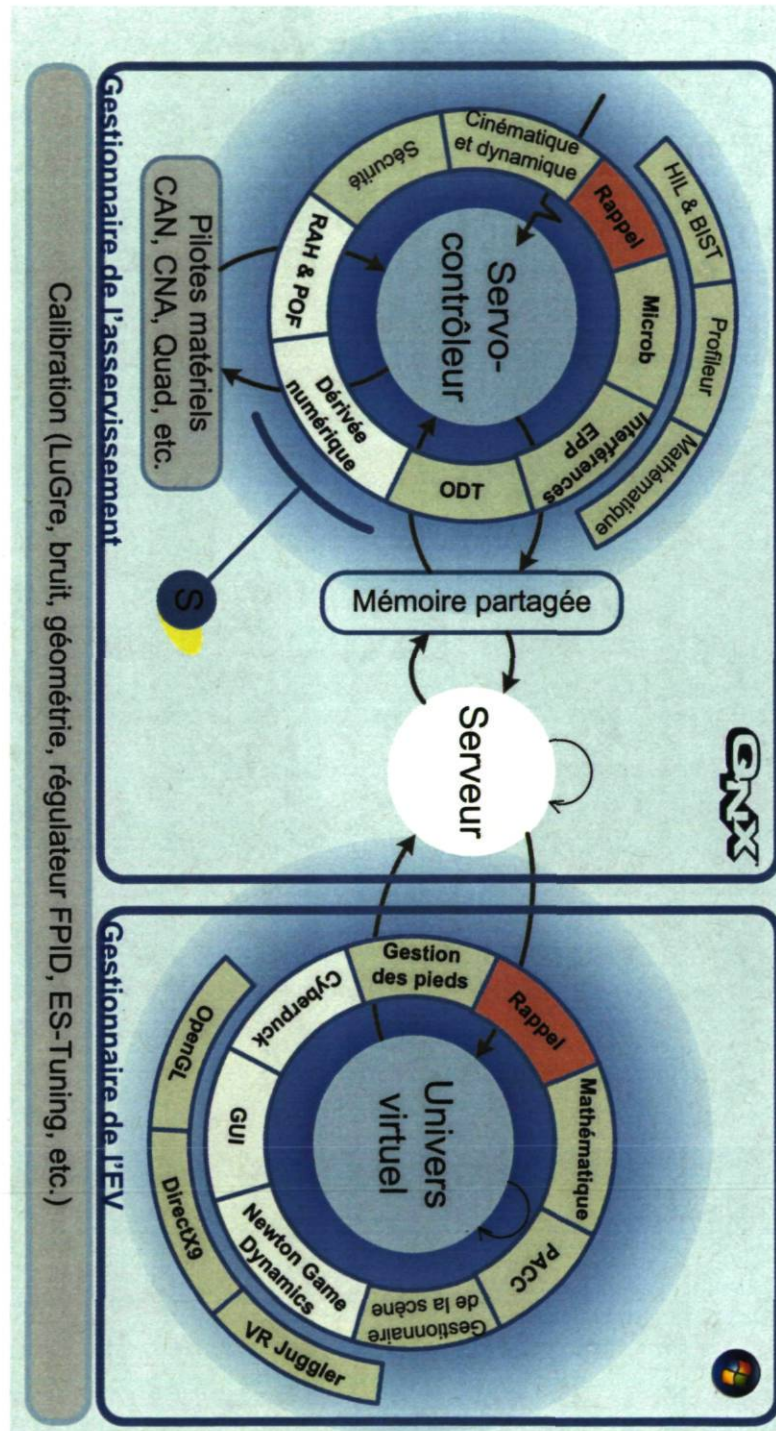 Gestionnaire de l'asservissement
QNX
HIL & BIST
Profileur
Mathématique
Cinématique
et dynamique
Rappel
Microb
Interférences
EPP
ODT
Dérivée
numérique
RAH & POF
Sécurité
Servo-
contrôleur
Pilotes matériels
CAN, CNA, Quad, etc.
S
Mémoire partagée
Serveur
Gestionnaire de l'EV
Gestion
des pieds
Rappel
Mathématique
PACC
Gestionnaire
de la scène
Newton Game
Dynamics
GUI
Cyberpuck
Univers
virtuel
OpenGL
DirectX9
VR Juggler
Calibration (LuGre, bruit, géométrie, régulateur FPID, ES-Tuning, etc.)